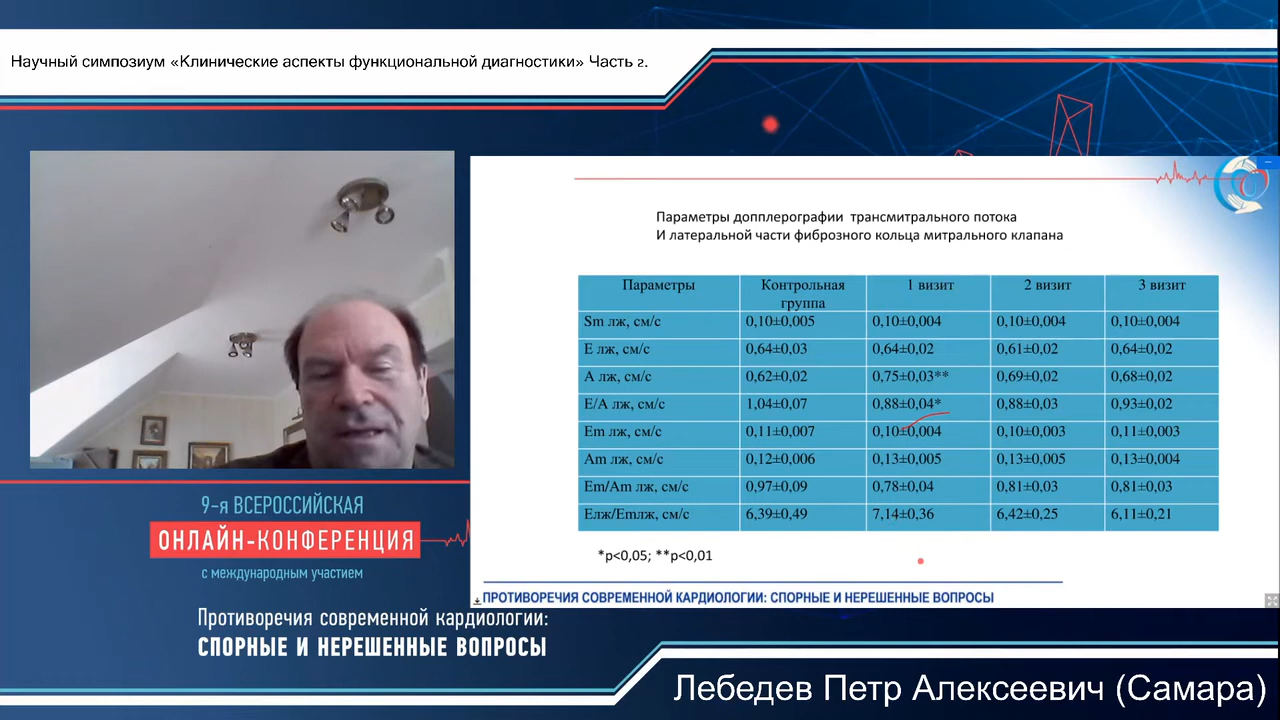 Научный симпозиум «Клинические аспекты функциональной диагностики» Часть 2.
Параметры допплерографии трансмитрального потока
И латеральной части фиброзного кольца митрального клапана
Параметры Контрольная группа 1 визит 2 визит 3 визит
Sm лж, см/с 0,10±0,005 0,10±0,004 0,10±0,004 0,10±0,004
E лж, см/с 0,64±0,03 0,64±0,02 0,61±0,02 0,64±0,02
A лж, см/с 0,62±0,02 0,75±0,03** 0,69±0,02 0,68±0,02
E/A лж, см/с 1,04±0,07 0,88±0,04* 0,88±0,03 0,93±0,02
Em лж, см/с 0,11±0,007 0,10±0,004 0,10±0,003 0,11±0,003
Am лж, см/с 0,12±0,006 0,13±0,005 0,13±0,005 0,13±0,004
Em/Am лж, см/с 0,97±0,09 0,78±0,04 0,81±0,03 0,81±0,03
Eлж/Emлж, см/с 6,39±0,49 7,14±0,36 6,42±0,25 6,11±0,21
*p<0,05; **p<0,01
ПРОТИВОРЕЧИЯ СОВРЕМЕННОЙ КАРДИОЛОГИИ: СПОРНЫЕ И НЕРЕШЕННЫЕ ВОПРОСЫ
9-я ВСЕРОССИЙСКАЯ
ОНЛАЙН-КОНФЕРЕНЦИЯ
с международным участием
Противоречия современной кардиологии:
СПОРНЫЕ И НЕРЕШЕННЫЕ ВОПРОСЫ
Лебедев Петр Алексеевич (Самара)